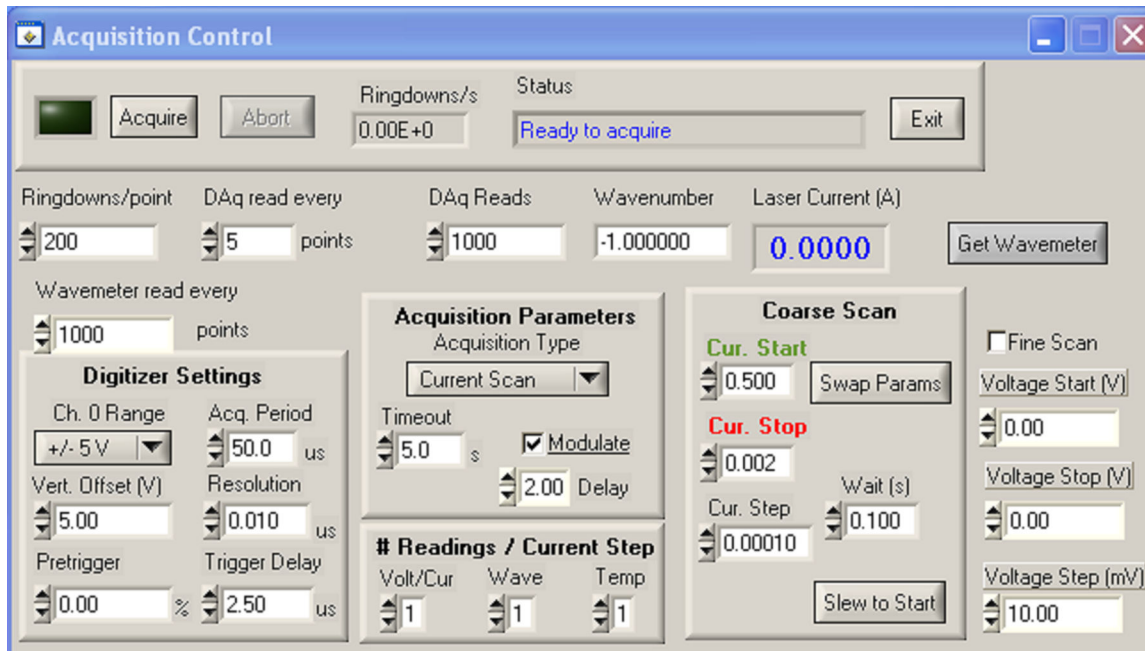 Acquisition Control
Ringdowns/s Status
Acquire Abort 0.00E+0 Ready to acquire Exit
Ringdowns/point DAq read every DAq Reads Wavenumber Laser Current (A)
200 5 points 1000 -1.000000 0.0000 Get Wavemeter
Wavemeter read every
1000 points
Digitizer Settings
Ch. 0 Range Acq. Period
+/- 5 V 50.0 us
Vert. Offset (V) Resolution
5.00 0.010 us
Pretrigger Trigger Delay
0.00 % 2.50 us
Acquisition Parameters
Acquisition Type
Current Scan
Timeout
5.0 s Modulate
2.00 Delay
# Readings / Current Step
Volt/Cur Wave Temp
1 1 1
Coarse Scan
Cur. Start
0.500 Swap Params
Cur. Stop
0.002
Cur. Step Wait (s)
0.00010 0.100
Slew to Start
Fine Scan
Voltage Start (V)
0.00
Voltage Stop (V)
0.00
Voltage Step (mV)
10.00